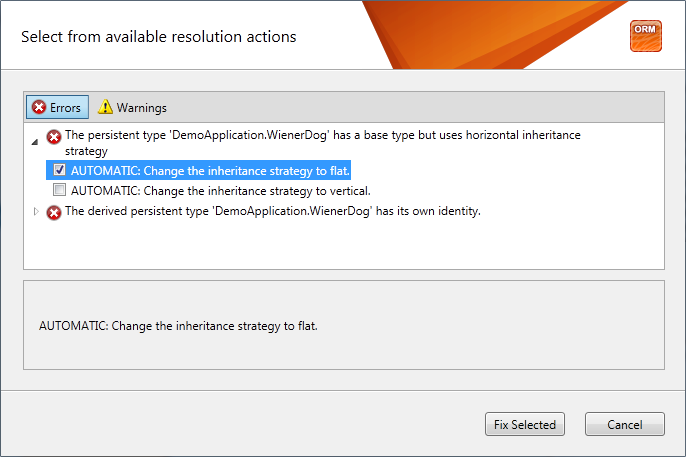 Select from available resolution actions
ORM
Errors
Warnings
The persistent type 'DemoApplication.WienerDog' has a base type but uses horizontal inheritance
strategy
AUTOMATIC: Change the inheritance strategy to flat.
AUTOMATIC: Change the inheritance strategy to vertical.
The derived persistent type 'DemoApplication.WienerDog' has its own identity.
AUTOMATIC: Change the inheritance strategy to flat.
Fix Selected
Cancel